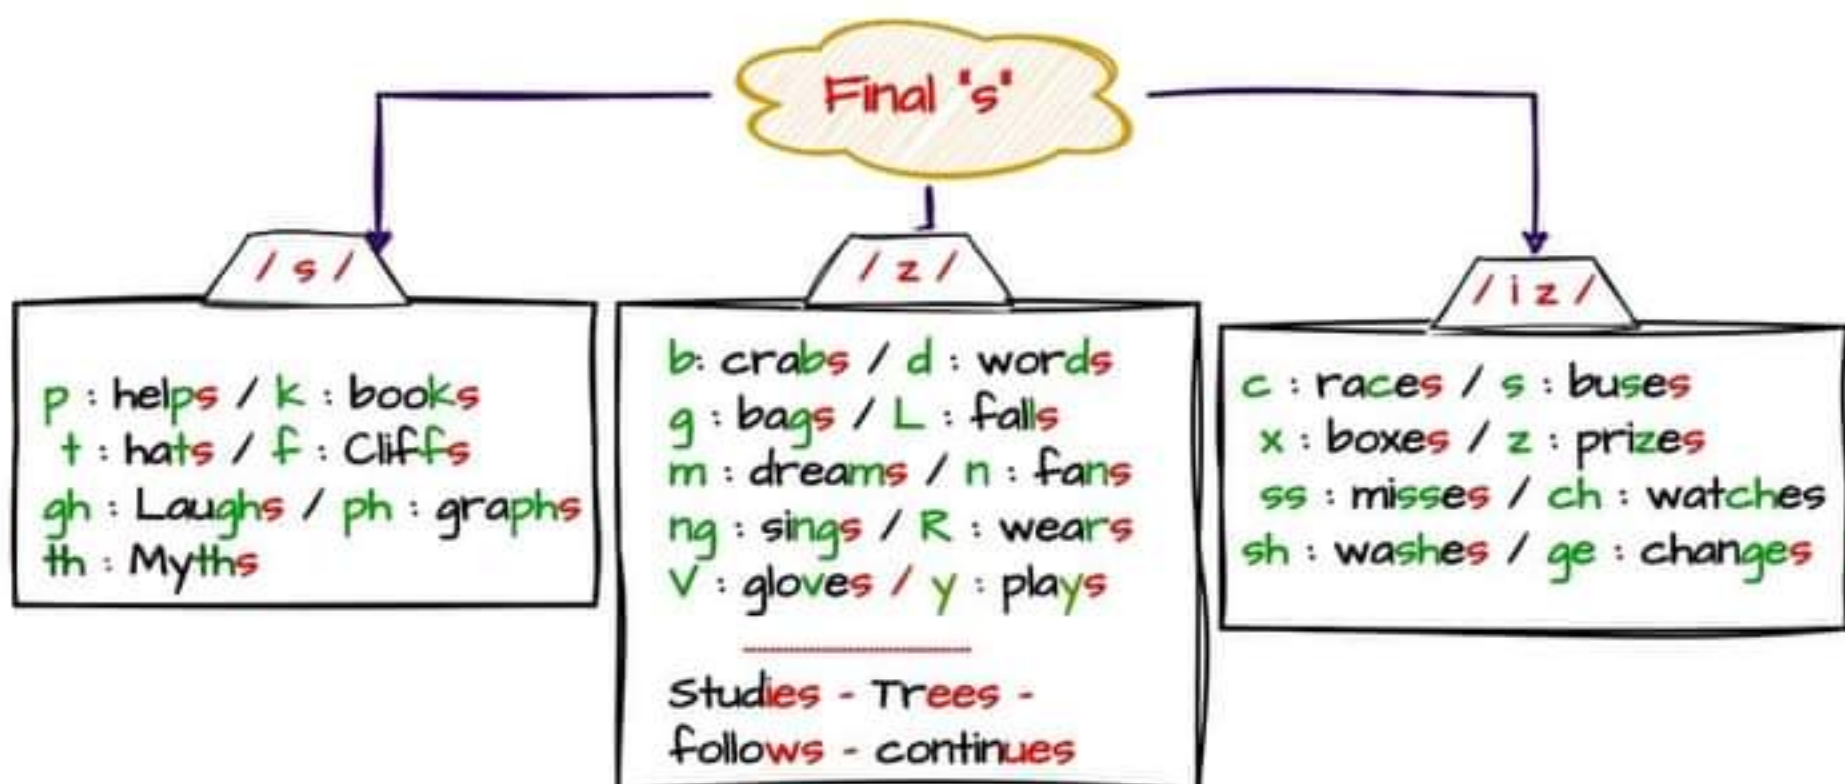 Final "s"
/ s /
p : helps / k : books
t : hats / f : Cliffs
gh : Laughs / ph : graphs
th : Myths
/ z /
b: crabs / d : words
g : bags / L : falls
m : dreams / n : fans
ng : sings / R : wears
V : gloves / y : plays
Studies - Trees -
follows - continues
/ i z /
c : races / s : buses
x : boxes / z : prizes
ss : misses / ch : watches
sh : washes / ge : changes